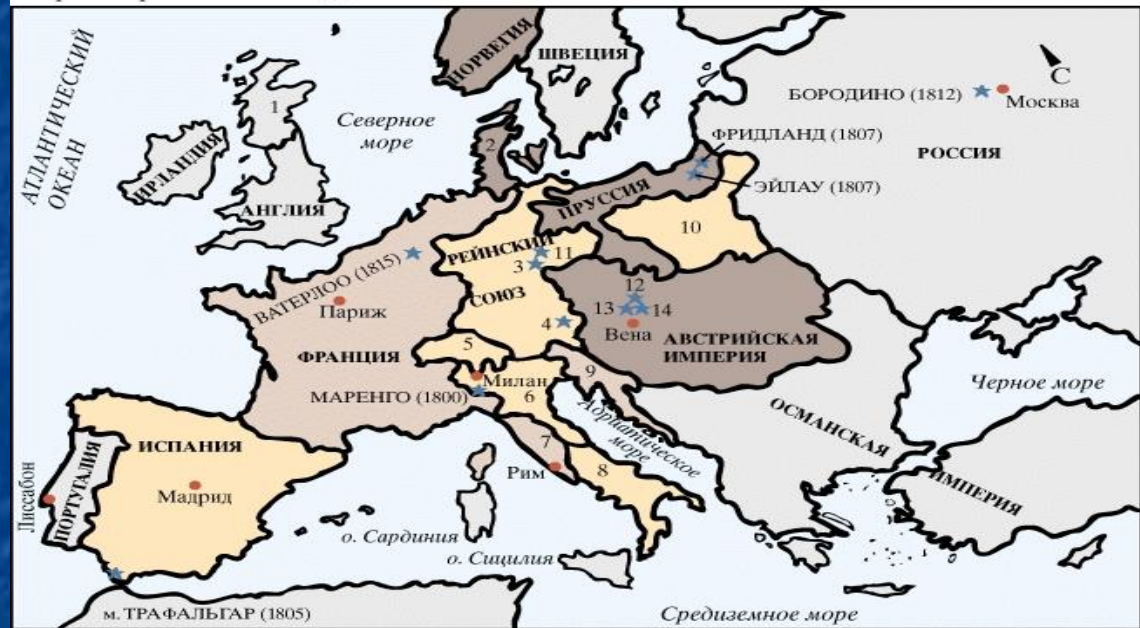 АТЛАНТИЧЕСКИЙ
ОКЕАН
НОРВЕГИЯ
ШВЕЦИЯ
С
БОРОДИНО (1812)
Москва
1
Северное
море
2
ФРИДЛАНД (1807)
РОССИЯ
ИРЛАНДИЯ
АНГЛИЯ
ПРУССИЯ
ЭЙЛАУ (1807)
10
РЕЙНСКИЙ
11
3
СОЮЗ
ВАТЕРЛОО (1815)
Париж
12
13
14
4
Вена
АВСТРИЙСКАЯ
ИМПЕРИЯ
ФРАНЦИЯ
5
Милан
6
9
МАРЕНГО (1800)
Черное море
Адриатическое
море
ОСМАНСКАЯ
ИМПЕРИЯ
ИСПАНИЯ
ПОРТУГАЛИЯ
Лиссабон
Мадрид
7
Рим
8
о. Сардиния
о. Сицилия
м. ТРАФАЛЬГАР (1805)
Средиземное море